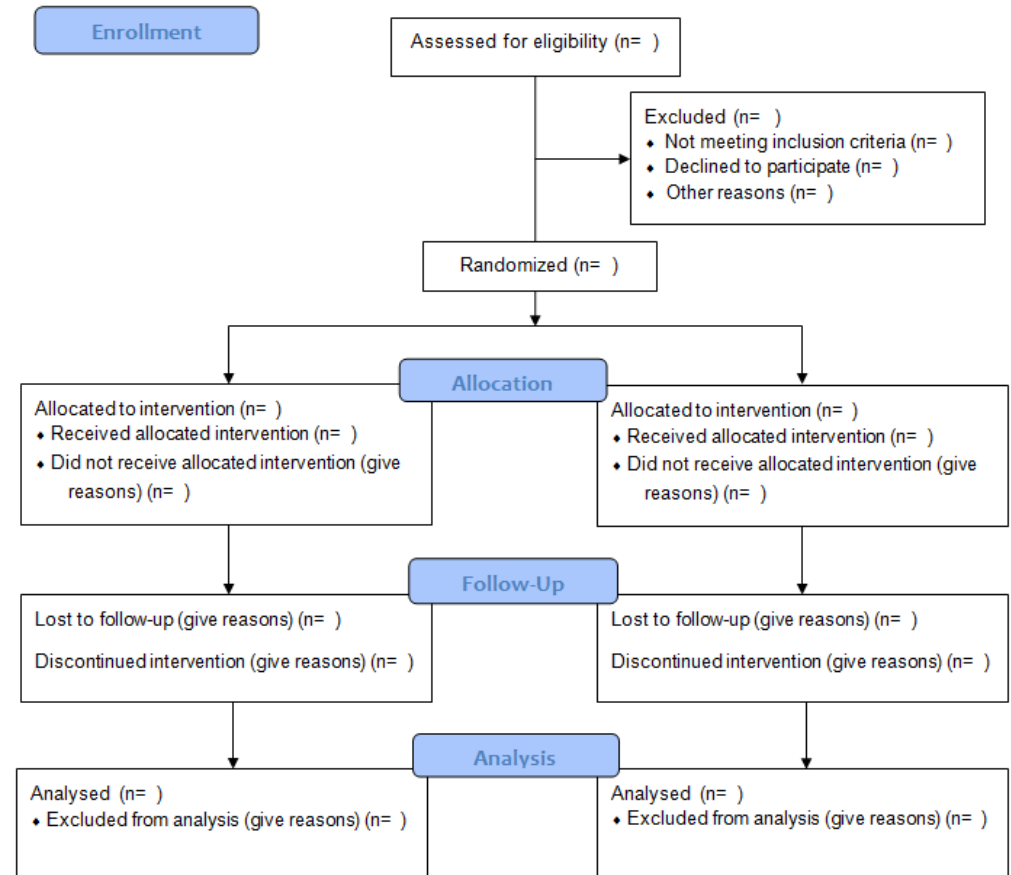 Enrollment
Assessed for eligibility (n= )
Excluded (n= )
⬥ Not meeting inclusion criteria (n= )
⬥ Declined to participate (n= )
⬥ Other reasons (n= )
Randomized (n= )
Allocation
Allocated to intervention (n= )
⬥ Received allocated intervention (n= )
⬥ Did not receive allocated intervention (give
reasons) (n= )
Allocated to intervention (n= )
⬥ Received allocated intervention (n= )
⬥ Did not receive allocated intervention (give
reasons) (n= )
Follow-Up
Lost to follow-up (give reasons) (n= )
Discontinued intervention (give reasons) (n= )
Lost to follow-up (give reasons) (n= )
Discontinued intervention (give reasons) (n= )
Analysis
Analysed (n= )
⬥ Excluded from analysis (give reasons) (n= )
Analysed (n= )
⬥ Excluded from analysis (give reasons) (n= )